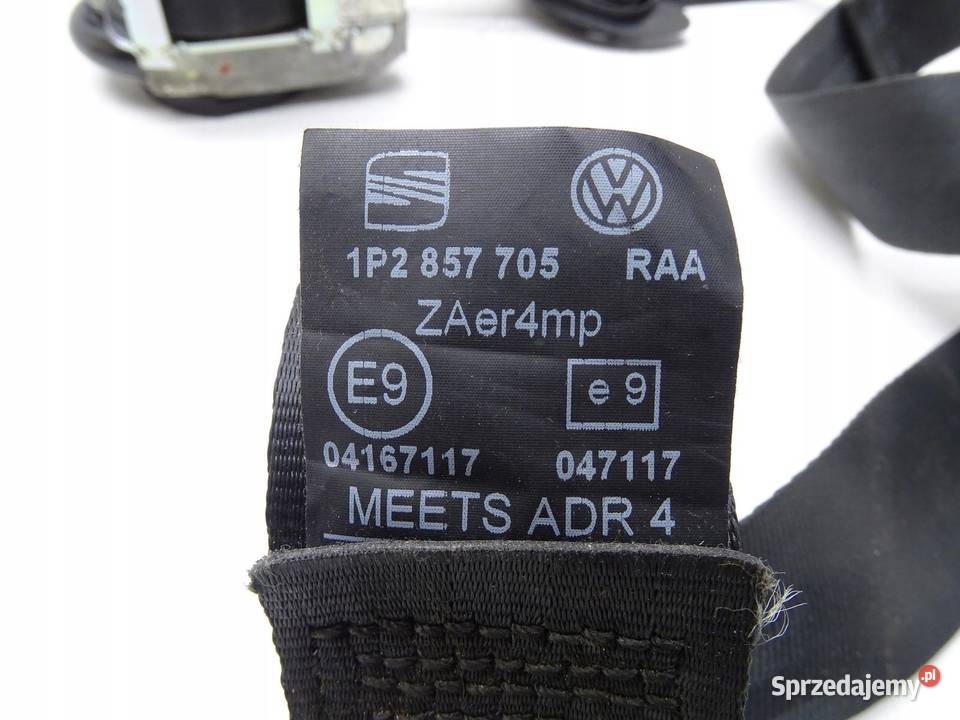 1P2 857 705 RAA
ZAer4mp
E9 e 9
04167117 047117
MEETS ADR 4
Sprzedajemy.pl